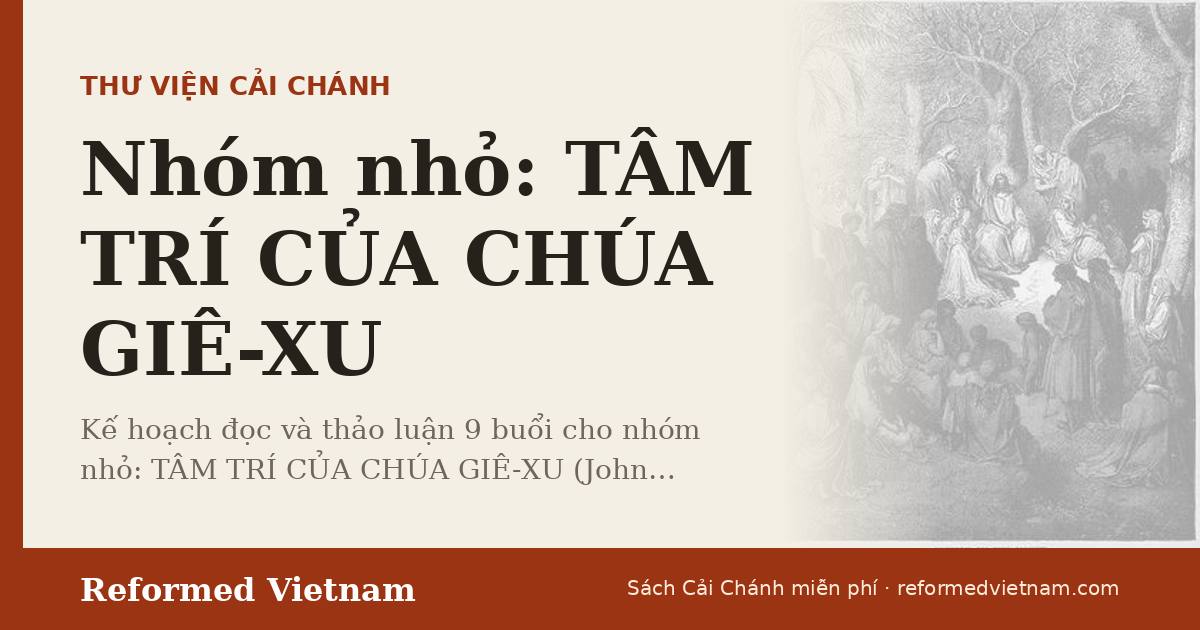 THƯ VIỆN CẢI CHÁNH
Nhóm nhỏ: TÂM
TRÍ CỦA CHÚA
GIÊ-XU
Kế hoạch đọc và thảo luận 9 buổi cho nhóm
nhỏ: TÂM TRÍ CỦA CHÚA GIÊ-XU (John...
Reformed Vietnam
Sách Cải Chánh miễn phí · reformedvietnam.com